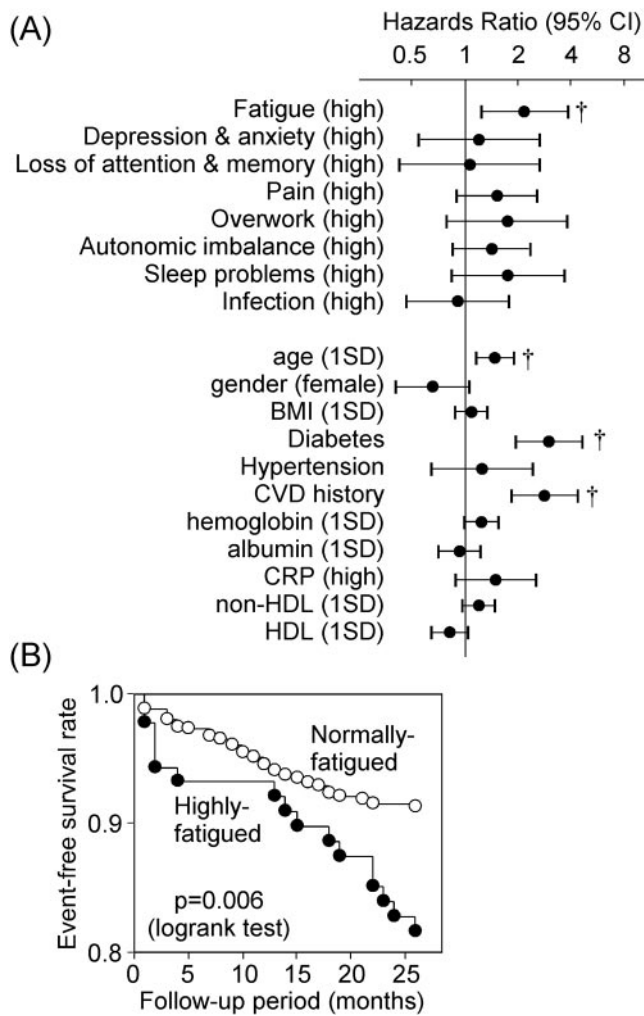 (A)
Hazards Ratio (95% CI)
0.5 1 2 4 8
Fatigue (high) †
Depression & anxiety (high)
Loss of attention & memory (high)
Pain (high)
Overwork (high)
Autonomic imbalance (high)
Sleep problems (high)
Infection (high)
age (1SD) †
gender (female)
BMI (1SD)
Diabetes †
Hypertension
CVD history †
hemoglobin (1SD)
albumin (1SD)
CRP (high)
non-HDL (1SD)
HDL (1SD)
(B)
Event-free survival rate
1.0
0.9
0.8
Normally-
fatigued
Highly-
fatigued
p=0.006
(logrank test)
0 5 10 15 20 25
Follow-up period (months)